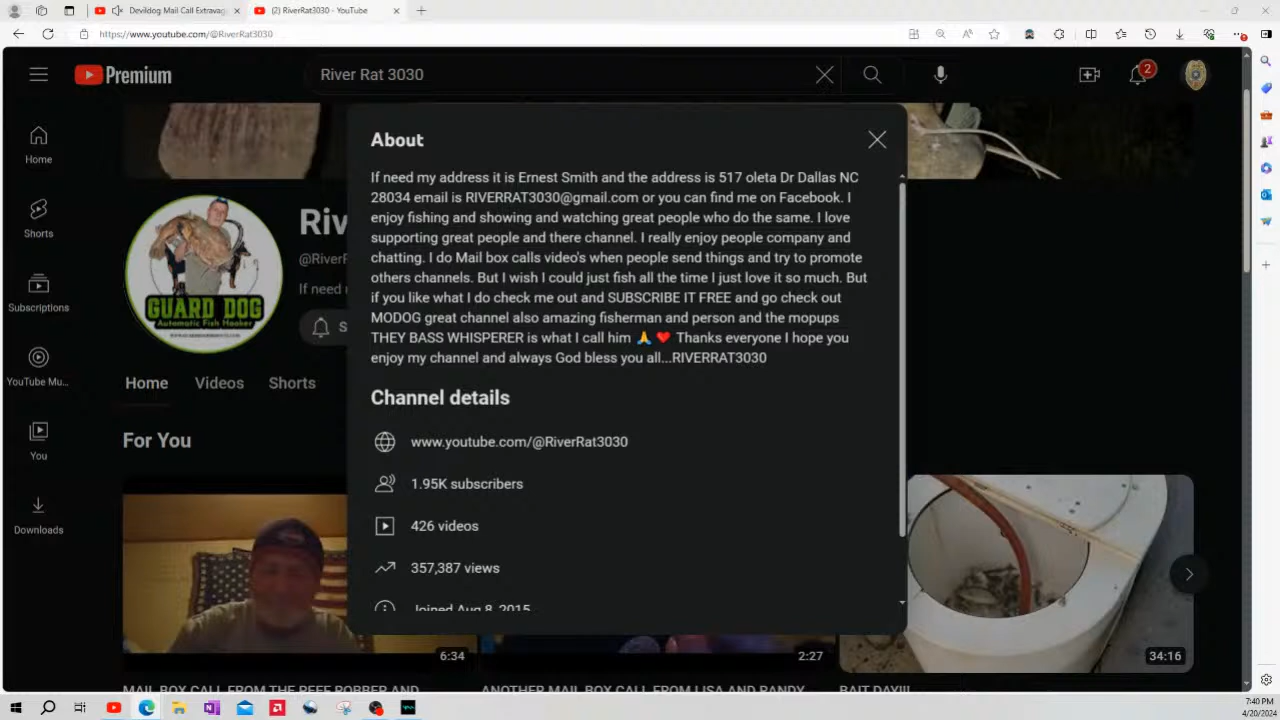 Devildog Mail Call Extravag
(2) RiverRat3030 - YouTube
https://www.youtube.com/@RiverRat3030
Premium
River Rat 3030
2
Home
Shorts
Subscriptions
YouTube Mu...
You
Downloads
GUARD DOG
Automatic Fish Hooker
Riv
@RiverF
If need r
S
Home Videos Shorts
For You
About
If need my address it is Ernest Smith and the address is 517 oleta Dr Dallas NC
28034 email is RIVERRAT3030@gmail.com or you can find me on Facebook. I
enjoy fishing and showing and watching great people who do the same. I love
supporting great people and there channel. I really enjoy people company and
chatting. I do Mail box calls video's when people send things and try to promote
others channels. But I wish I could just fish all the time I just love it so much. But
if you like what I do check me out and SUBSCRIBE IT FREE and go check out
MODOG great channel also amazing fisherman and person and the mopups
THEY BASS WHISPERER is what I call him 🙏 ❤️ Thanks everyone I hope you
enjoy my channel and always God bless you all...RIVERRAT3030
Channel details
www.youtube.com/@RiverRat3030
1.95K subscribers
426 videos
357,387 views
Joined Aug 8, 2015
6:34
2:27
34:16
MAIL BOX CALL FROM THE REEF ROBBER AND
ANOTHER MAIL BOX CALL FROM LISA AND RANDY
BAIT DAY!!!
7:40 PM
4/20/2024